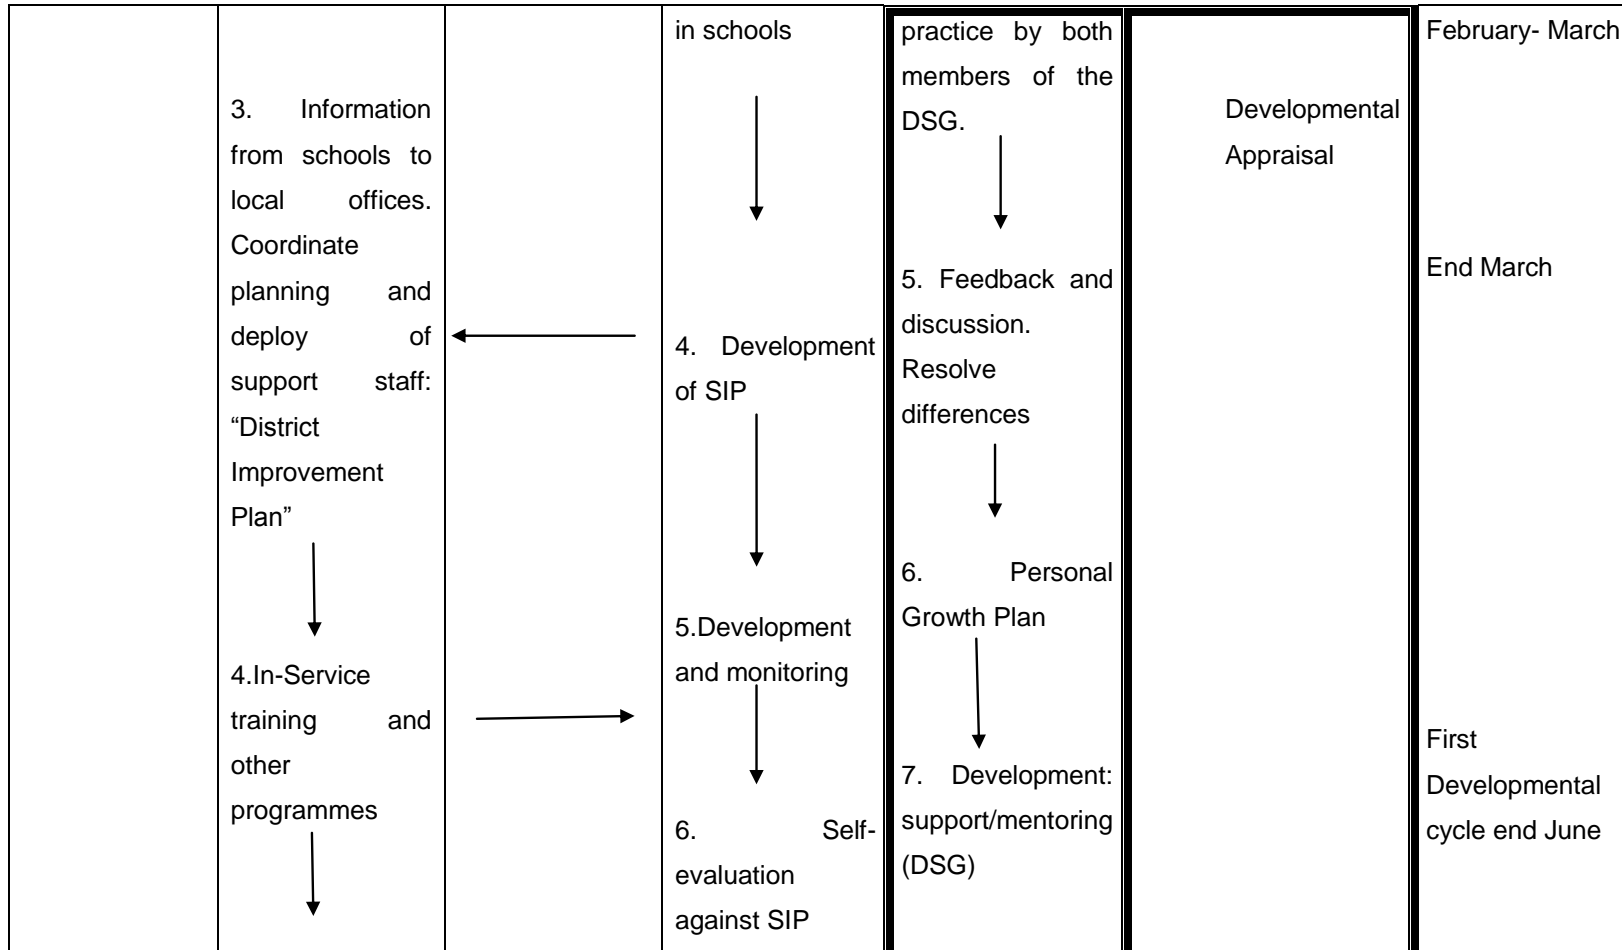 3. Information
from schools to
local offices.
Coordinate
planning and
deploy of
support staff:
“District
Improvement
Plan”
4.In-Service
training and
other
programmes
in schools
4. Development
of SIP
5.Development
and monitoring
6. Self-
evaluation
against SIP
practice by both
members of the
DSG.
5. Feedback and
discussion.
Resolve
differences
6. Personal
Growth Plan
7. Development:
support/mentoring
(DSG)
Developmental
Appraisal
February- March
End March
First
Developmental
cycle end June